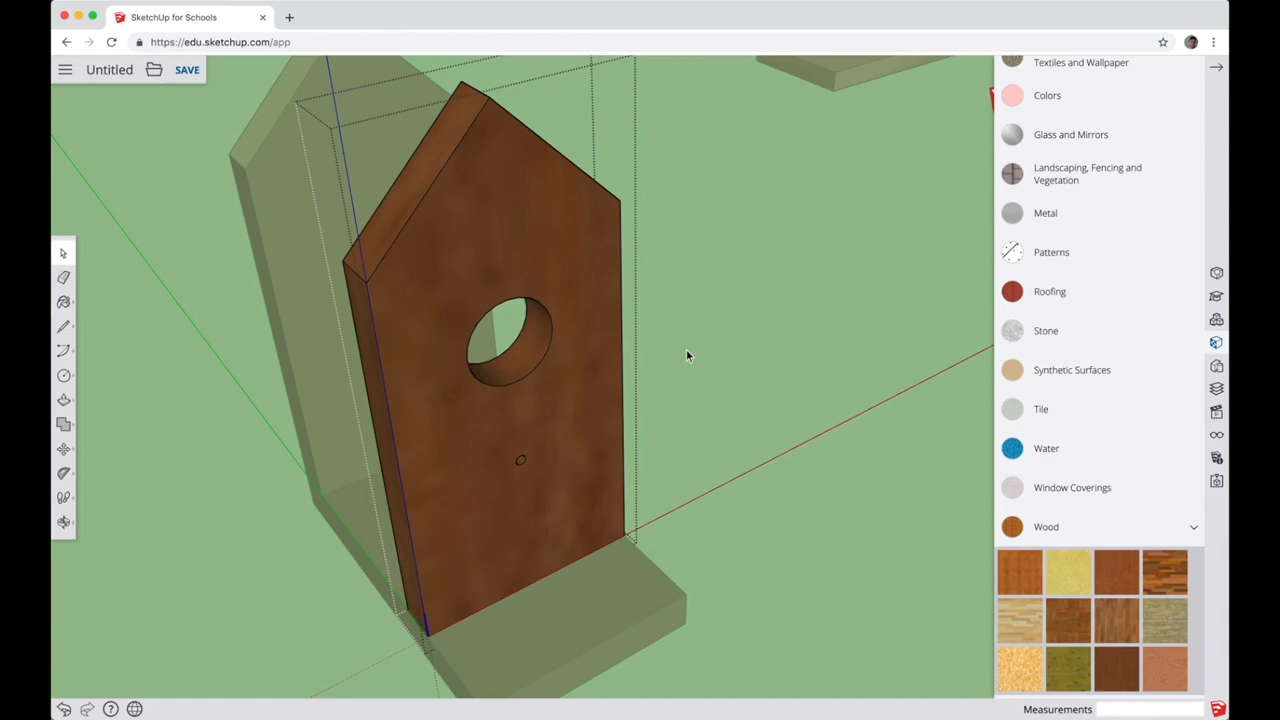 SketchUp for Schools
https://edu.sketchup.com/app
Untitled
SAVE
Textiles and Wallpaper
Colors
Glass and Mirrors
Landscaping, Fencing and
Vegetation
Metal
Patterns
Roofing
Stone
Synthetic Surfaces
Tile
Water
Window Coverings
Wood
Measurements